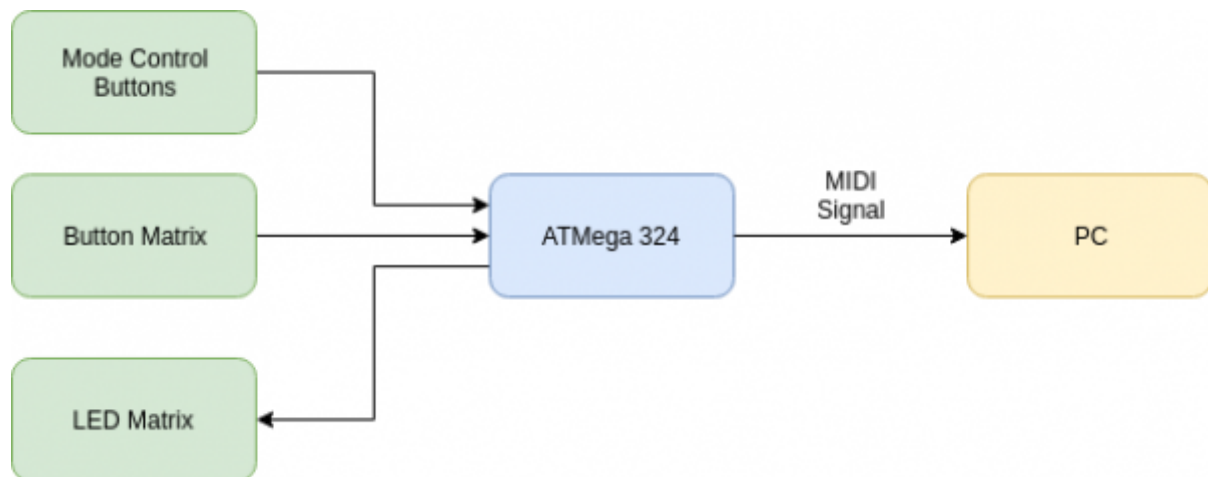 Mode Control
Buttons
Button Matrix
LED Matrix
ATMega 324
MIDI
Signal
PC